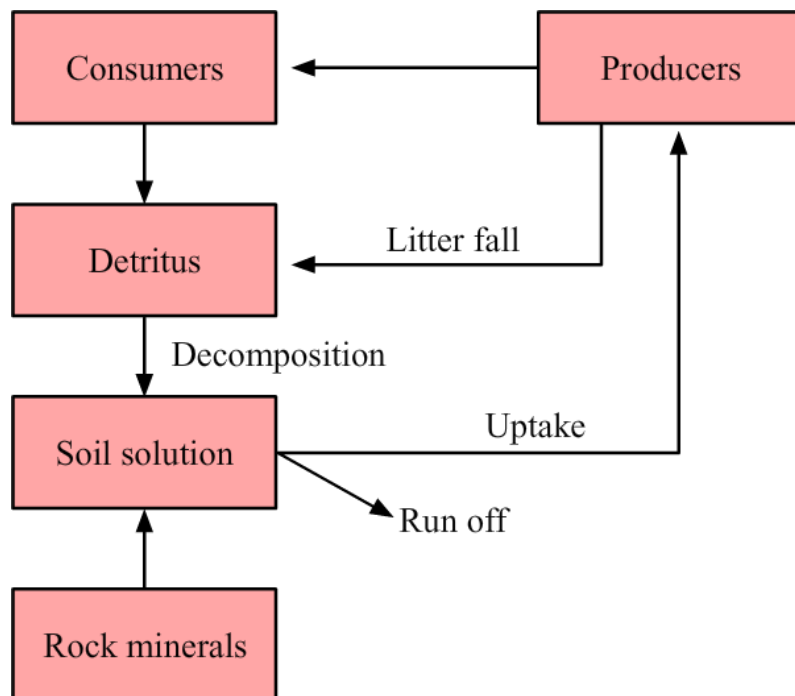 Consumers
Producers
Litter fall
Detritus
Decomposition
Uptake
Soil solution
Run off
Rock minerals